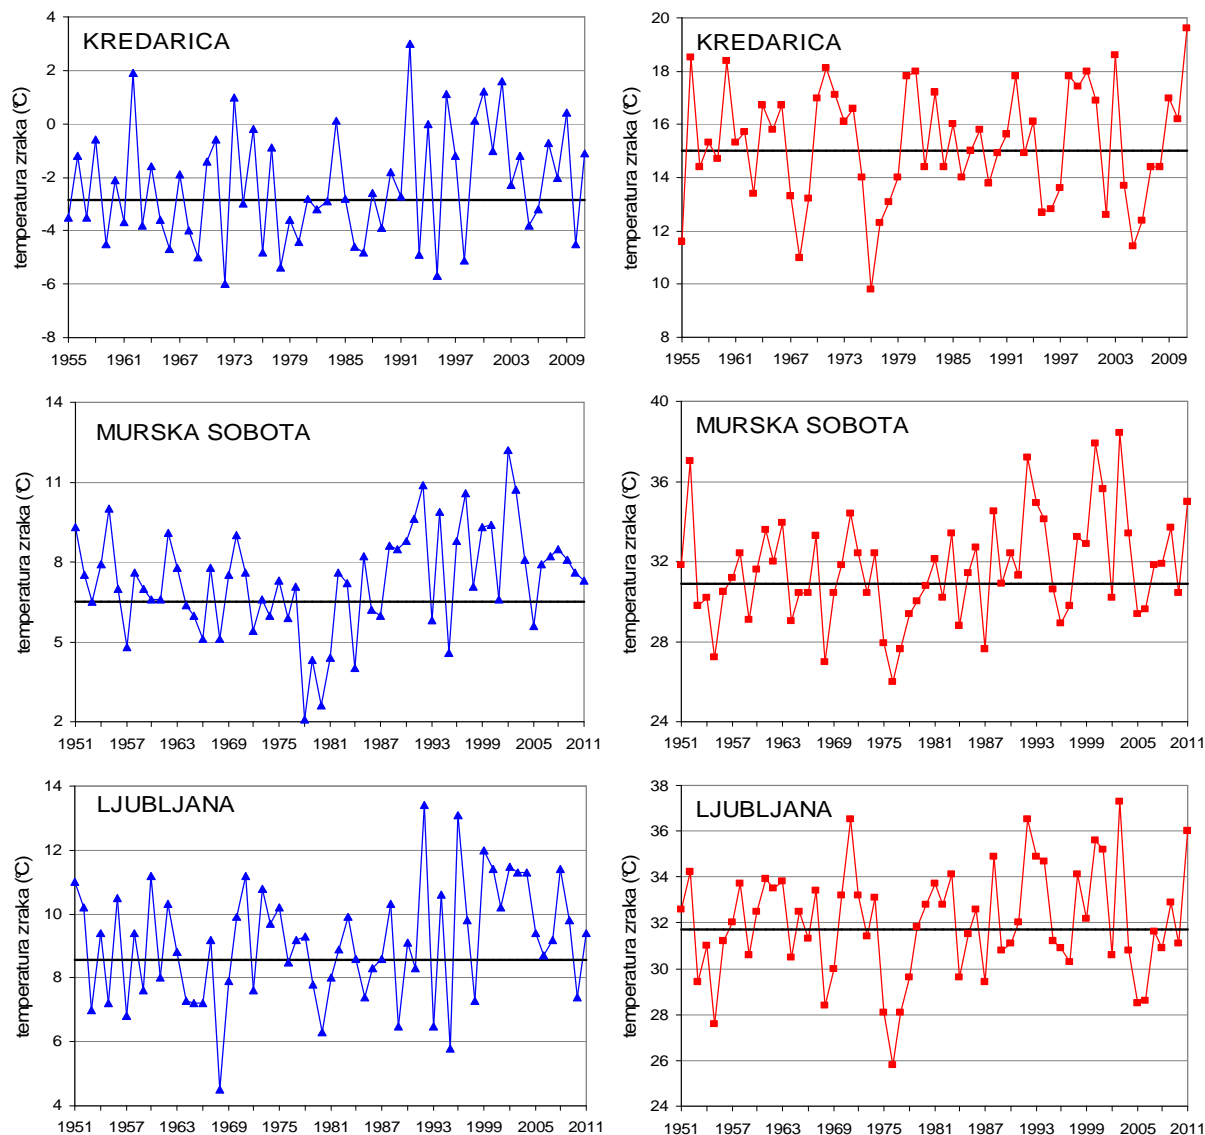 KREDARICA
temperatura zraka (°C)
4
2
0
-2
-4
-6
-8
1955 1961 1967 1973 1979 1985 1991 1997 2003 2009
KREDARICA
temperatura zraka (°C)
20
18
16
14
12
10
8
1955 1961 1967 1973 1979 1985 1991 1997 2003 2009
MURSKA SOBOTA
temperatura zraka (°C)
14
11
8
5
2
1951 1957 1963 1969 1975 1981 1987 1993 1999 2005 2011
MURSKA SOBOTA
temperatura zraka (°C)
40
36
32
28
24
1951 1957 1963 1969 1975 1981 1987 1993 1999 2005 2011
LJUBLJANA
temperatura zraka (°C)
14
12
10
8
6
4
1951 1957 1963 1969 1975 1981 1987 1993 1999 2005 2011
LJUBLJANA
temperatura zraka (°C)
38
36
34
32
30
28
26
24
1951 1957 1963 1969 1975 1981 1987 1993 1999 2005 2011